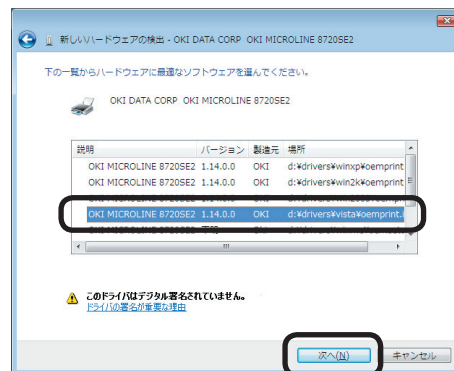 新しいハードウェアの検出 - OKI DATA CORP OKI MICROLINE 8720SE2
下の一覧からハードウェアに最適なソフトウェアを選んでください。
OKI DATA CORP OKI MICROLINE 8720SE2
説明 バージョン 製造元 場所
OKI MICROLINE 8720SE2 1.14.0.0 OKI d:¥drivers¥winxp¥oemprint
OKI MICROLINE 8720SE2 1.14.0.0 OKI d:¥drivers¥win2k¥oemprint
OKI MICROLINE 8720SE2 1.14.0.0 OKI d:¥drivers¥vista¥oemprint.i
このドライバはデジタル署名されていません。
ドライバの署名が重要な理由
次へ(N) キャンセル